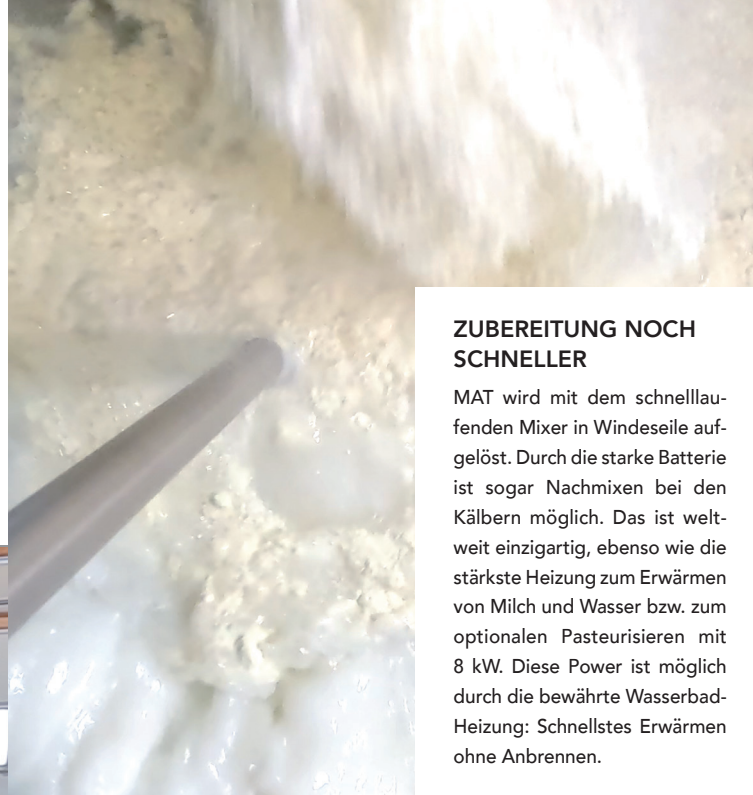 ZUBEREITUNG NOCH
SCHNELLER
MAT wird mit dem schnelllau-
fenden Mixer in Windeseile auf-
gelöst. Durch die starke Batterie
ist sogar Nachmixen bei den
Kälbern möglich. Das ist welt-
weit einzigartig, ebenso wie die
stärkste Heizung zum Erwärmen
von Milch und Wasser bzw. zum
optionalen Pasteurisieren mit
8 kW. Diese Power ist möglich
durch die bewährte Wasserbad-
Heizung: Schnellstes Erwärmen
ohne Anbrennen.